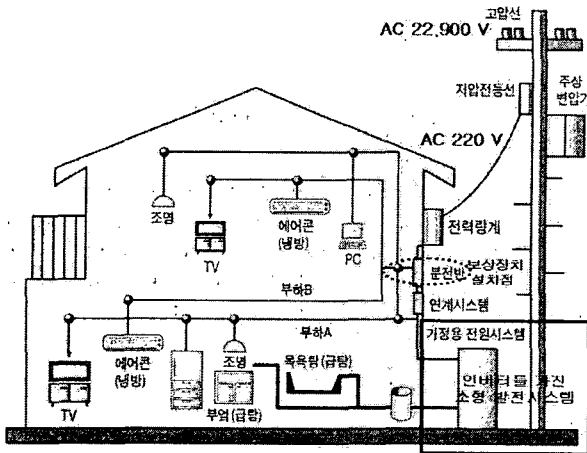 고압선
AC 22,900 V
저압전등선
주상
변압기
AC 220 V
조명
TV
에어콘
(냉방)
PC
전력량계
분전반
보상장치
설치점
부하B
연계시스템
부하A
가정용 전원시스템
TV
에어콘
(냉방)
조명
부엌(급탕)
목욕탕(급탕)
인버터를 가진
소형 발전시스템